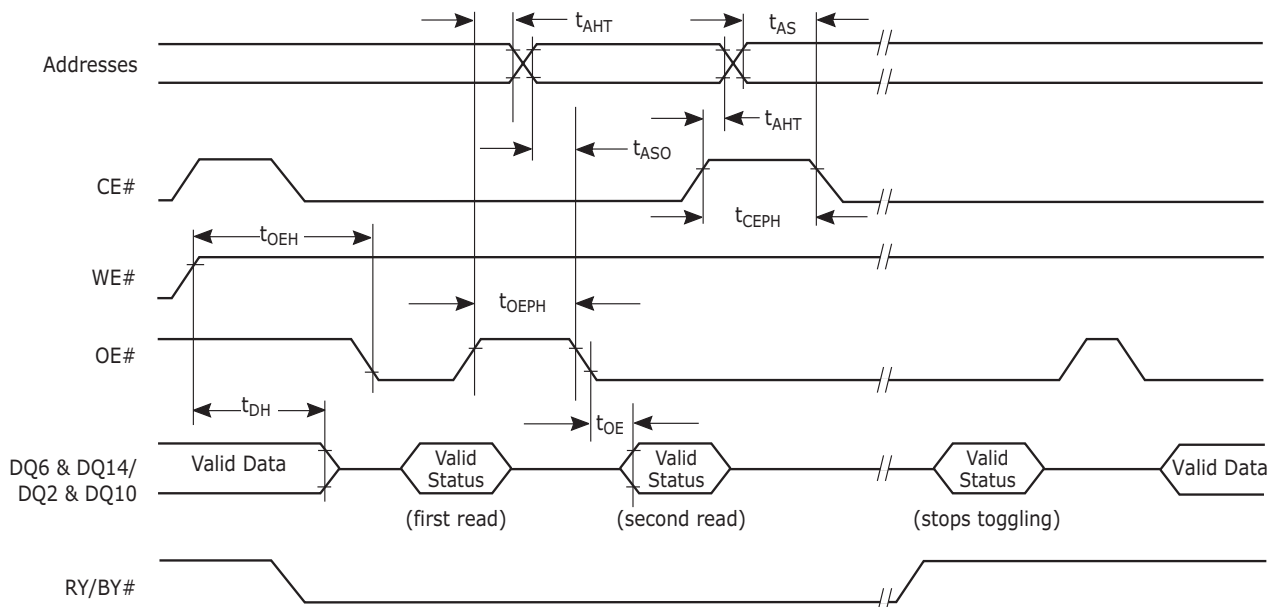 tAHT
tAS
Addresses
tAHT
tASO
CE#
tCEPH
tOEH
WE#
tOEPH
OE#
tDH
tOE
DQ6 & DQ14/
DQ2 & DQ10
Valid Data
Valid
Status
Valid
Status
Valid
Status
Valid Data
(first read)
(second read)
(stops toggling)
RY/BY#